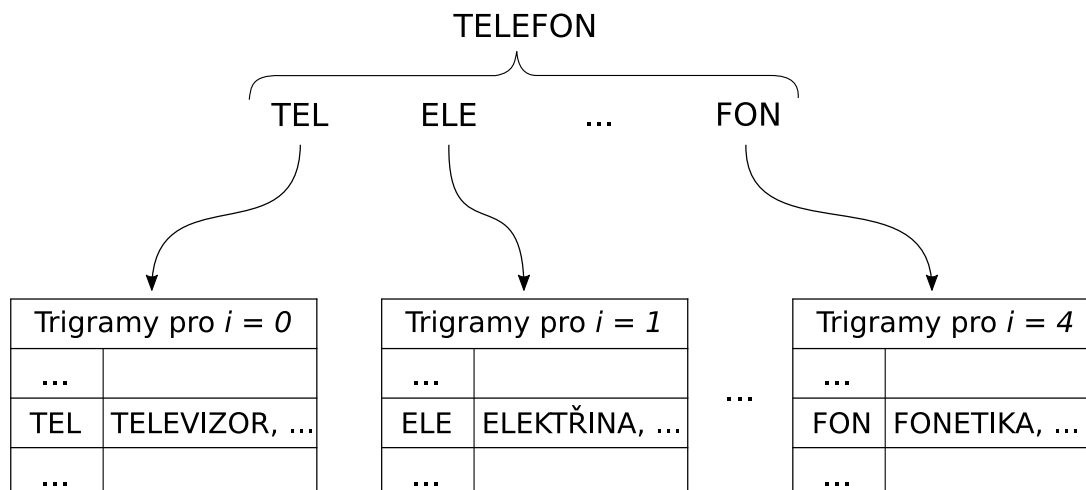 TELEFON
TEL ELE ... FON
Trigramy pro i = 0 Trigramy pro i = 1 Trigramy pro i = 4
... ... ...
TEL TELEVIZOR, ... ELE ELEKTŘINA, ... ... FON FONETIKA, ...
... ... ...